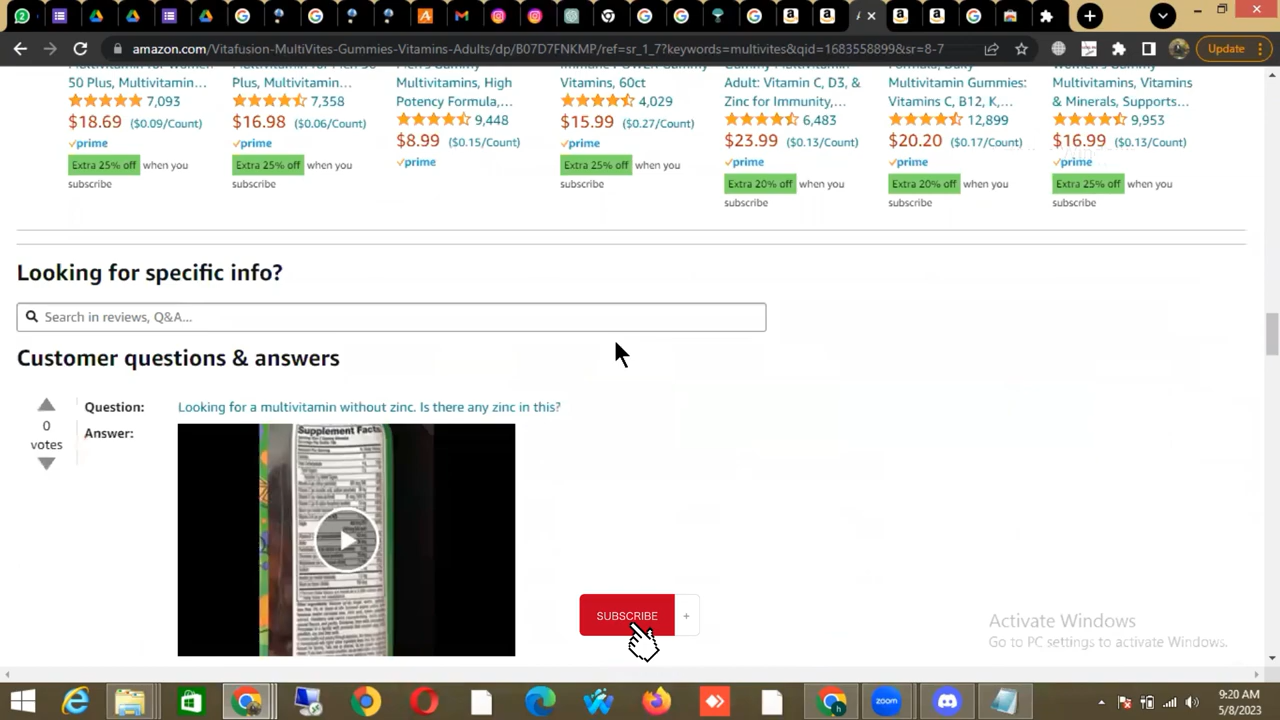 amazon.com/Vitafusion-MultiVites-Gummies-Vitamins-Adults/dp/B07D7FNKMP/ref=sr_1_7?keywords=multivites&qid=1683558899&sr=8-7
Update
50 Plus, Multivitamin...
7,093
$18.69 ($0.09/Count)
prime
Extra 25% off when you
subscribe
Plus, Multivitamin...
7,358
$16.98 ($0.06/Count)
prime
Extra 25% off when you
subscribe
Multivitamins, High
Potency Formula,...
9,448
$8.99 ($0.15/Count)
prime
Vitamins, 60ct
4,029
$15.99 ($0.27/Count)
prime
Extra 25% off when you
subscribe
Adult: Vitamin C, D3, &
Zinc for Immunity,...
6,483
$23.99 ($0.13/Count)
prime
Extra 20% off when you
subscribe
Multivitamin Gummies:
Vitamins C, B12, K,...
12,899
$20.20 ($0.17/Count)
prime
Extra 20% off when you
subscribe
Multivitamins, Vitamins
& Minerals, Supports...
9,953
$16.99 ($0.13/Count)
prime
Extra 25% off when you
subscribe
Looking for specific info?
Search in reviews, Q&A...
Customer questions & answers
0
votes
Question: Looking for a multivitamin without zinc. Is there any zinc in this?
Answer:
Supplement Facts
SUBSCRIBE +
Activate Windows
Go to PC settings to activate Windows.
zoom
9:20 AM
5/8/2023